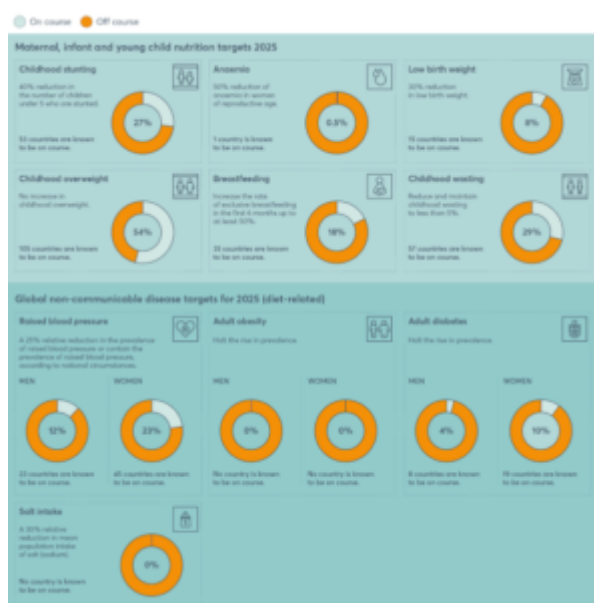 On course Off course
Maternal, infant and young child nutrition targets 2025
Childhood stunting
40% reduction in
the number of children
under 5 who are stunted.
27%
53 countries are known
to be on course.
Anaemia
50% reduction of
anaemia in women
of reproductive age.
0.5%
1 country is known
to be on course.
Low birth weight
30% reduction
in low birth weight.
8%
15 countries are known
to be on course.
Childhood overweight
No increase in
childhood overweight.
54%
105 countries are known
to be on course.
Breastfeeding
Increase the rate
of exclusive breastfeeding
in the first 6 months up to
at least 50%.
18%
35 countries are known
to be on course.
Childhood wasting
Reduce and maintain
childhood wasting
to less than 5%.
29%
57 countries are known
to be on course.
Global non-communicable disease targets for 2025 (diet-related)
Raised blood pressure
A 25% relative reduction in the prevalence
of raised blood pressure or contain the
prevalence of raised blood pressure,
according to national circumstances.
MEN
12%
23 countries are known
to be on course.
WOMEN
23%
45 countries are known
to be on course.
Adult obesity
Halt the rise in prevalence.
MEN
0%
No country is known
to be on course.
WOMEN
0%
No country is known
to be on course.
Adult diabetes
Halt the rise in prevalence.
MEN
4%
8 countries are known
to be on course.
WOMEN
10%
19 countries are known
to be on course.
Salt intake
A 30% relative
reduction in mean
population intake
of salt (sodium).
0%
No country is known
to be on course.